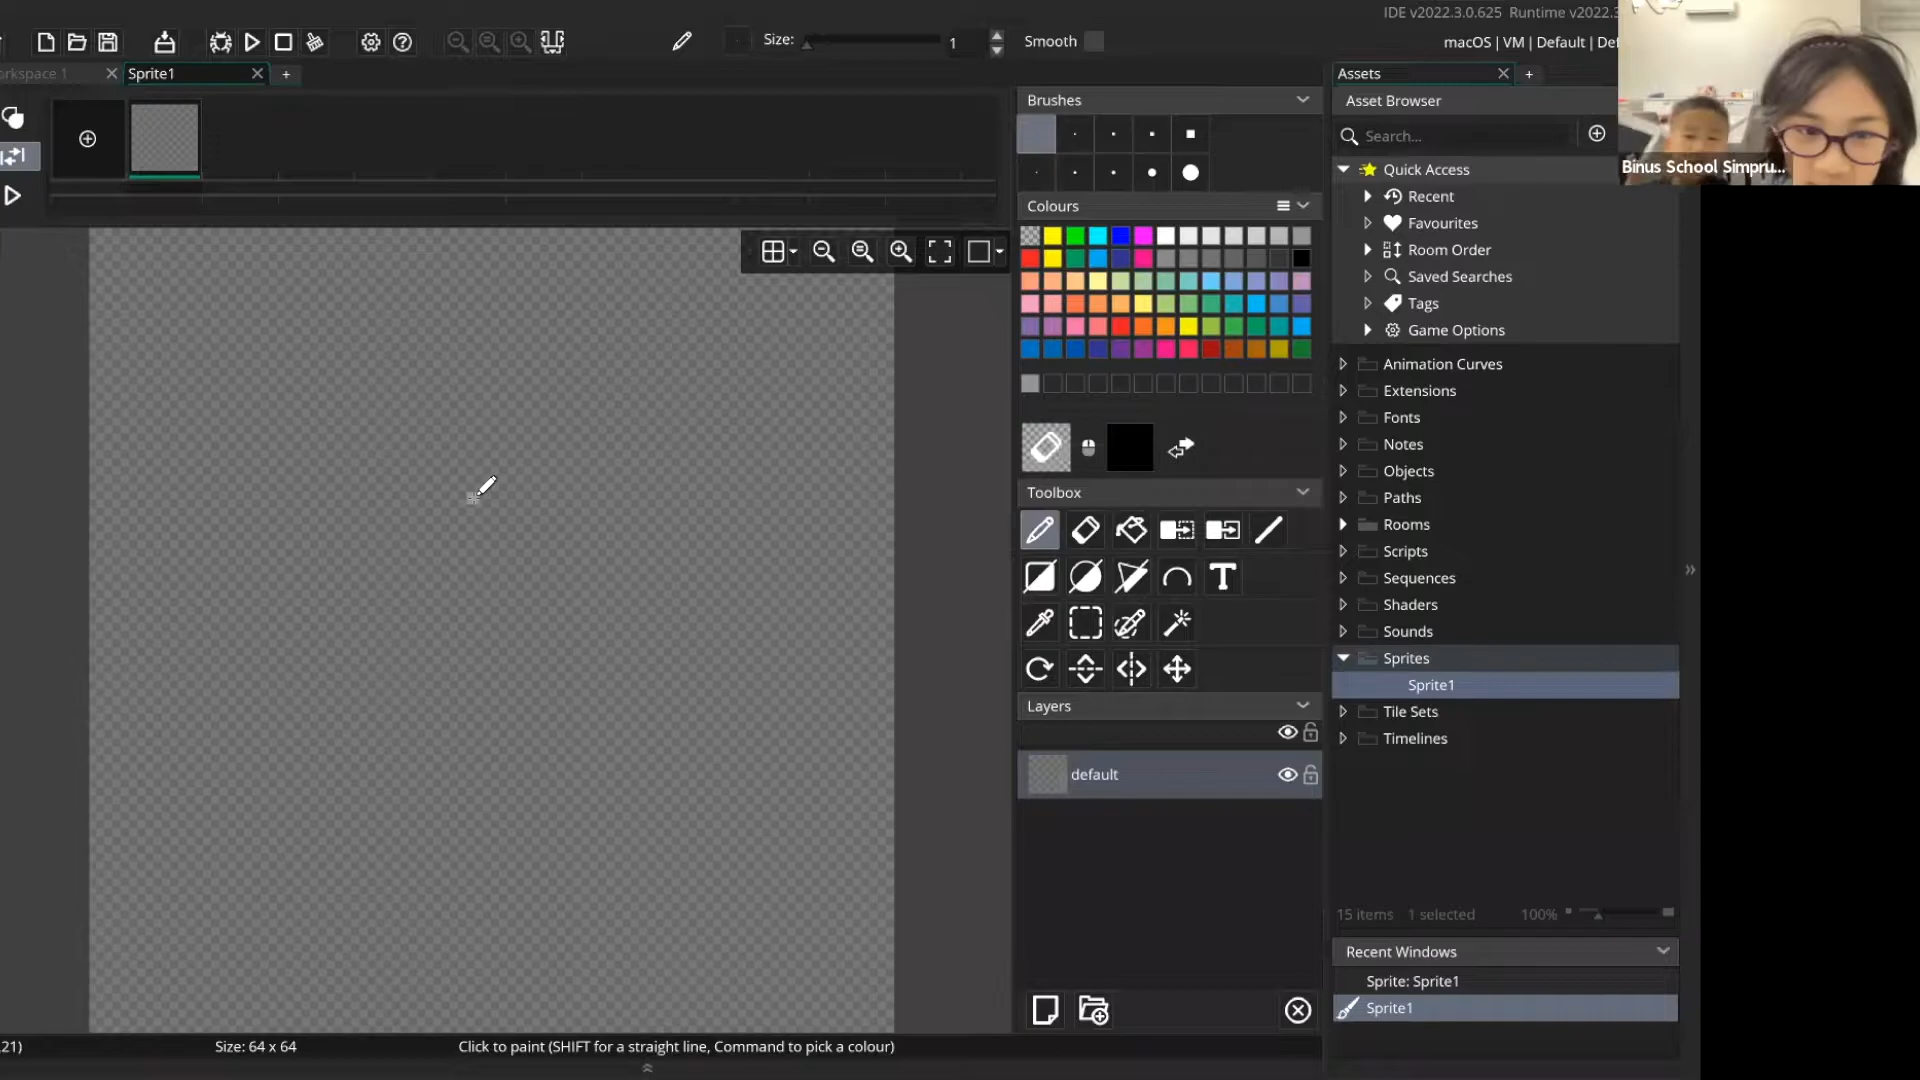 IDE v2022.3.0.625 Runtime v2022.3
Size: 1 Smooth
macOS | VM | Default | Def
orkspace 1
Sprite1
Assets
Brushes
Asset Browser
Search...
Binus School Simpru...
Quick Access
Recent
Colours
Favourites
Room Order
Saved Searches
Tags
Game Options
Animation Curves
Extensions
Fonts
Notes
Objects
Toolbox
Paths
Rooms
Scripts
Sequences
Shaders
Sounds
Sprites
Sprite1
Layers
Tile Sets
Timelines
default
15 items 1 selected 100%
Recent Windows
Sprite: Sprite1
Sprite1
21)
Size: 64 x 64
Click to paint (SHIFT for a straight line, Command to pick a colour)